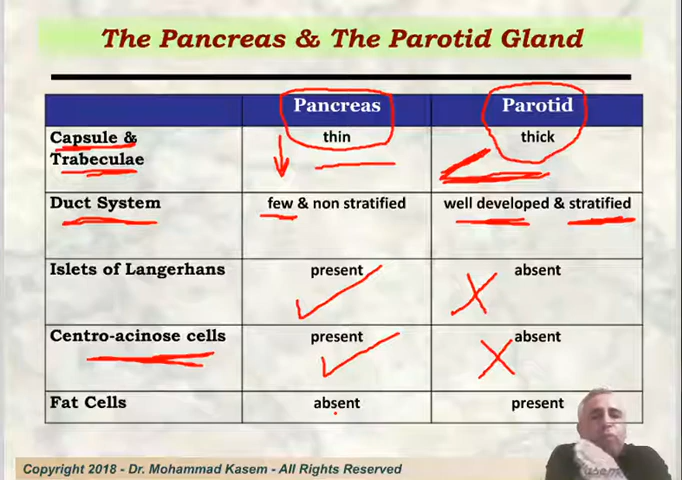 The Pancreas & The Parotid Gland
Pancreas Parotid
Capsule & thin thick
Trabeculae
Duct System few & non stratified well developed & stratified
Islets of Langerhans present absent
Centro-acinose cells present absent
Fat Cells absent present
Copyright 2018 - Dr. Mohammad Kasem - All Rights Reserved